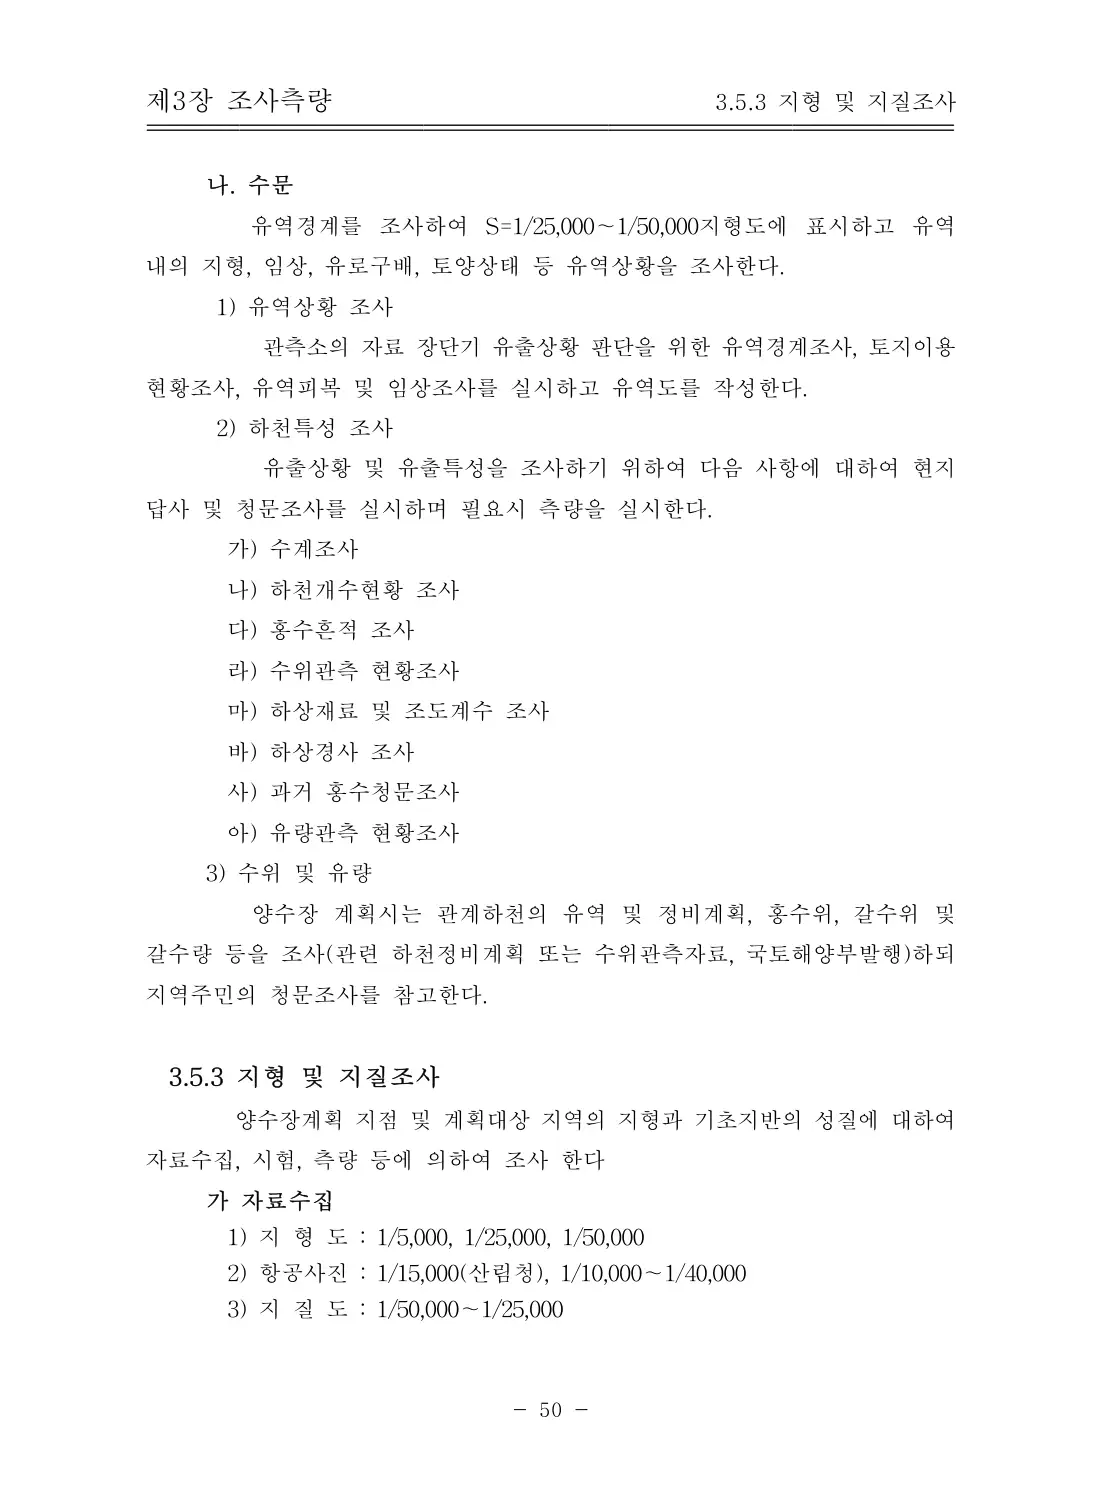 제3장 조사측량 3.5.3 지형 및 지질조사
나. 수문
유역경계를 조사하여 S=1/25,000∼1/50,000지형도에 표시하고 유역
내의 지형, 임상, 유로구배, 토양상태 등 유역상황을 조사한다.
1) 유역상황 조사
관측소의 자료 장단기 유출상황 판단을 위한 유역경계조사, 토지이용
현황조사, 유역피복 및 임상조사를 실시하고 유역도를 작성한다.
2) 하천특성 조사
유출상황 및 유출특성을 조사하기 위하여 다음 사항에 대하여 현지
답사 및 청문조사를 실시하며 필요시 측량을 실시한다.
가) 수계조사
나) 하천개수현황 조사
다) 홍수흔적 조사
라) 수위관측 현황조사
마) 하상재료 및 조도계수 조사
바) 하상경사 조사
사) 과거 홍수청문조사
아) 유량관측 현황조사
3) 수위 및 유량
양수장 계획시는 관계하천의 유역 및 정비계획, 홍수위, 갈수위 및
갈수량 등을 조사(관련 하천정비계획 또는 수위관측자료, 국토해양부발행)하되
지역주민의 청문조사를 참고한다.
3.5.3 지형 및 지질조사
양수장계획 지점 및 계획대상 지역의 지형과 기초지반의 성질에 대하여
자료수집, 시험, 측량 등에 의하여 조사 한다
가 자료수집
1) 지 형 도 : 1/5,000, 1/25,000, 1/50,000
2) 항공사진 : 1/15,000(산림청), 1/10,000∼1/40,000
3) 지 질 도 : 1/50,000∼1/25,000
- 50 -